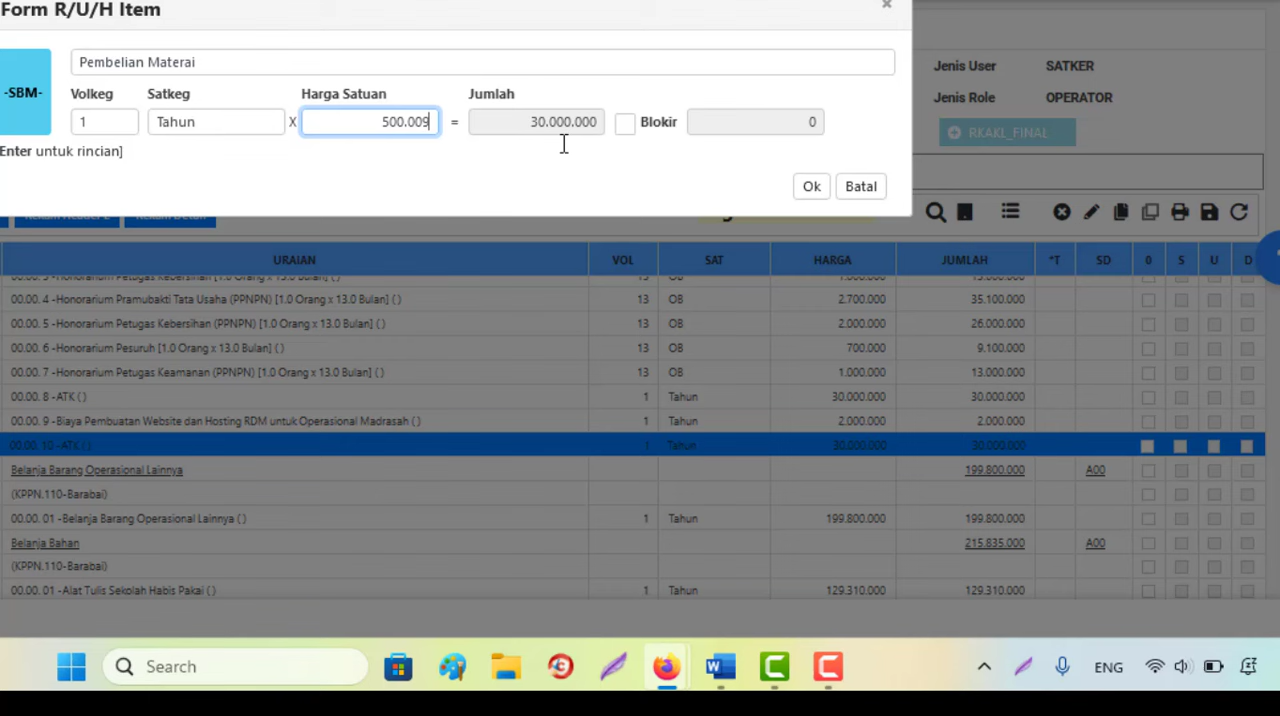 Form R/U/H Item ×
-SBM-
Pembelian Materai
Volkeg Satkeg Harga Satuan Jumlah
1 Tahun X 500.009 = 30.000.000 Blokir 0
Enter untuk rincian]
Ok Batal
Jenis User SATKER
Jenis Role OPERATOR
RKAKL_FINAL
URAIAN VOL SAT HARGA JUMLAH *T SD 0 S U D
00.00. 4 -Honorarium Pramubakti Tata Usaha (PPNPN) [1.0 Orang x 13.0 Bulan] ( ) 13 OB 2.700.000 35.100.000
00.00. 5 -Honorarium Petugas Kebersihan (PPNPN) [1.0 Orang x 13.0 Bulan] ( ) 13 OB 2.000.000 26.000.000
00.00. 6 -Honorarium Pesuruh [1.0 Orang x 13.0 Bulan] ( ) 13 OB 700.000 9.100.000
00.00. 7 -Honorarium Petugas Keamanan (PPNPN) [1.0 Orang x 13.0 Bulan] ( ) 13 OB 1.000.000 13.000.000
00.00. 8 -ATK ( ) 1 Tahun 30.000.000 30.000.000
00.00. 9 -Biaya Pembuatan Website dan Hosting RDM untuk Operasional Madrasah ( ) 1 Tahun 2.000.000 2.000.000
00.00. 10 -ATK ( ) 1 Tahun 30.000.000 30.000.000
Belanja Barang Operasional Lainnya 199.800.000 A00
(KPPN.110-Barabai)
00.00. 01 -Belanja Barang Operasional Lainnya ( ) 1 Tahun 199.800.000 199.800.000
Belanja Bahan 215.835.000 A00
(KPPN.110-Barabai)
00.00. 01 -Alat Tulis Sekolah Habis Pakai ( ) 1 Tahun 129.310.000 129.310.000
Search ENG